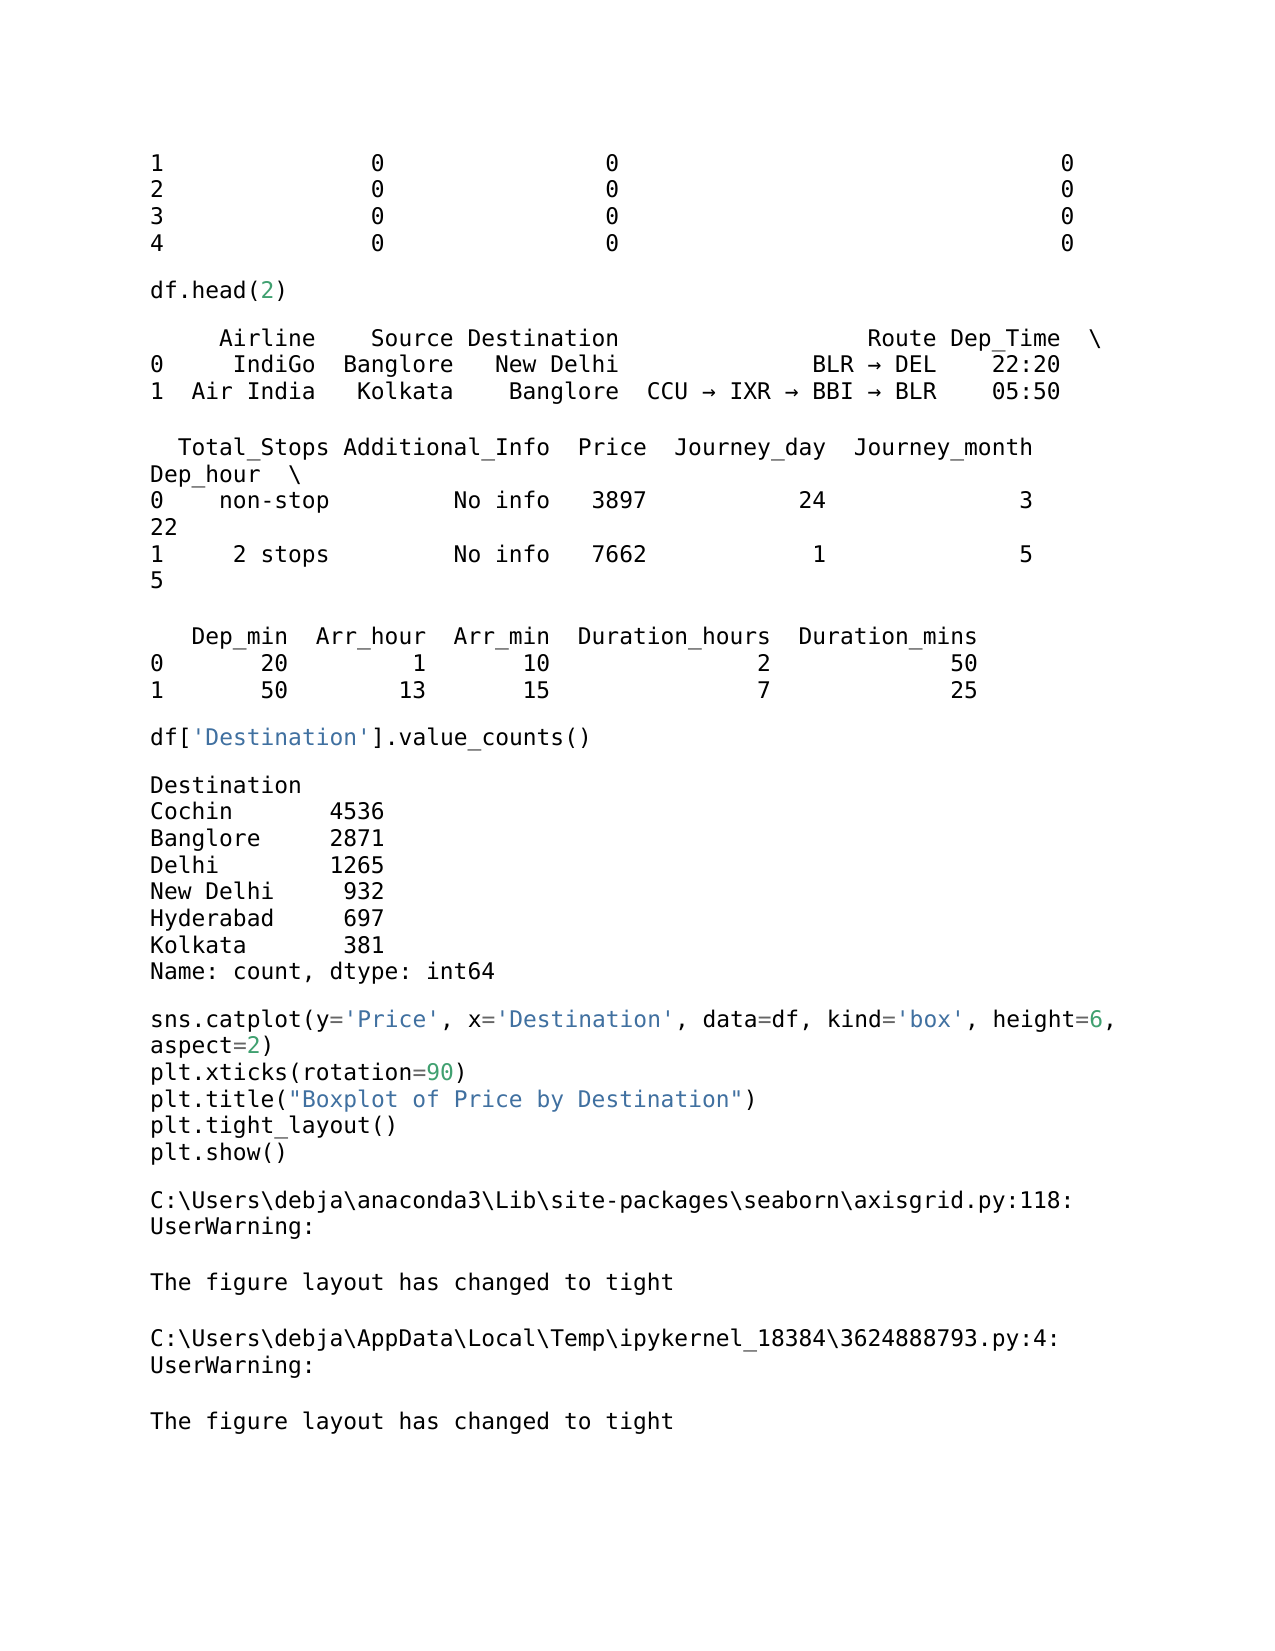 1               0                0                                0
2               0                0                                0
3               0                0                                0
4               0                0                                0
df.head(2)
     Airline    Source Destination                  Route Dep_Time  \
0     IndiGo  Banglore   New Delhi              BLR → DEL    22:20
1  Air India   Kolkata    Banglore  CCU → IXR → BBI → BLR    05:50
  Total_Stops Additional_Info  Price  Journey_day  Journey_month
Dep_hour  \
0    non-stop         No info   3897           24              3
22
1     2 stops         No info   7662            1              5
5
   Dep_min  Arr_hour  Arr_min  Duration_hours  Duration_mins
0       20         1       10               2             50
1       50        13       15               7             25
df['Destination'].value_counts()
Destination
Cochin       4536
Banglore     2871
Delhi        1265
New Delhi     932
Hyderabad     697
Kolkata       381
Name: count, dtype: int64
sns.catplot(y='Price', x='Destination', data=df, kind='box', height=6,
aspect=2)
plt.xticks(rotation=90)
plt.title("Boxplot of Price by Destination")
plt.tight_layout()
plt.show()
C:\Users\debja\anaconda3\Lib\site-packages\seaborn\axisgrid.py:118:
UserWarning:
The figure layout has changed to tight
C:\Users\debja\AppData\Local\Temp\ipykernel_18384\3624888793.py:4:
UserWarning:
The figure layout has changed to tight